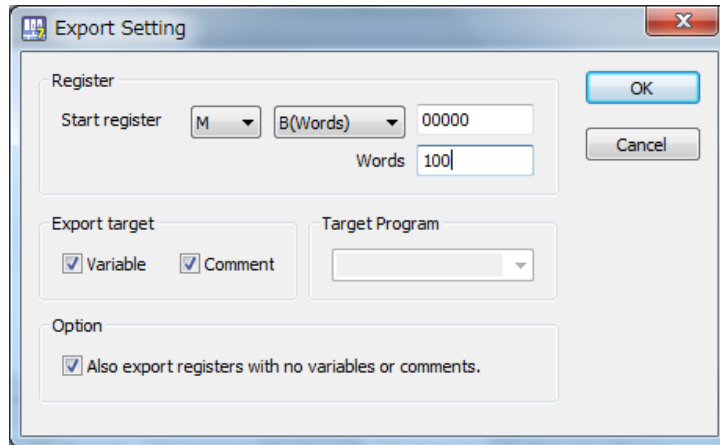 Export Setting
Register
Start register M B(Words) 00000
Words 100
OK
Cancel
Export target
Variable Comment
Target Program
Option
Also export registers with no variables or comments.